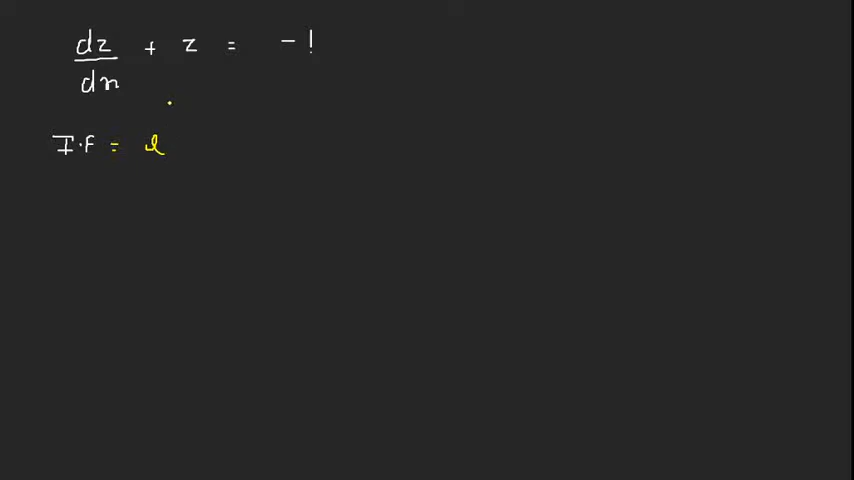 dz/dx + z = -1
I.F = e